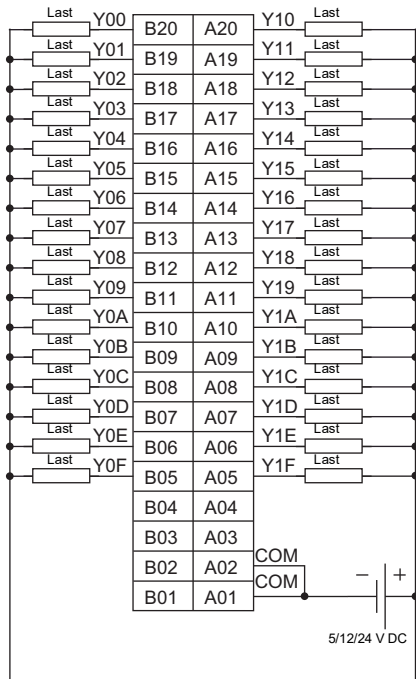 Last Y00 B20 A20 Y10 Last
Last Y01 B19 A19 Y11 Last
Last Y02 B18 A18 Y12 Last
Last Y03 B17 A17 Y13 Last
Last Y04 B16 A16 Y14 Last
Last Y05 B15 A15 Y15 Last
Last Y06 B14 A14 Y16 Last
Last Y07 B13 A13 Y17 Last
Last Y08 B12 A12 Y18 Last
Last Y09 B11 A11 Y19 Last
Last Y0A B10 A10 Y1A Last
Last Y0B B09 A09 Y1B Last
Last Y0C B08 A08 Y1C Last
Last Y0D B07 A07 Y1D Last
Last Y0E B06 A06 Y1E Last
Last Y0F B05 A05 Y1F Last
B04 A04
B03 A03
B02 A02 COM
B01 A01 COM − +
5/12/24 V DC